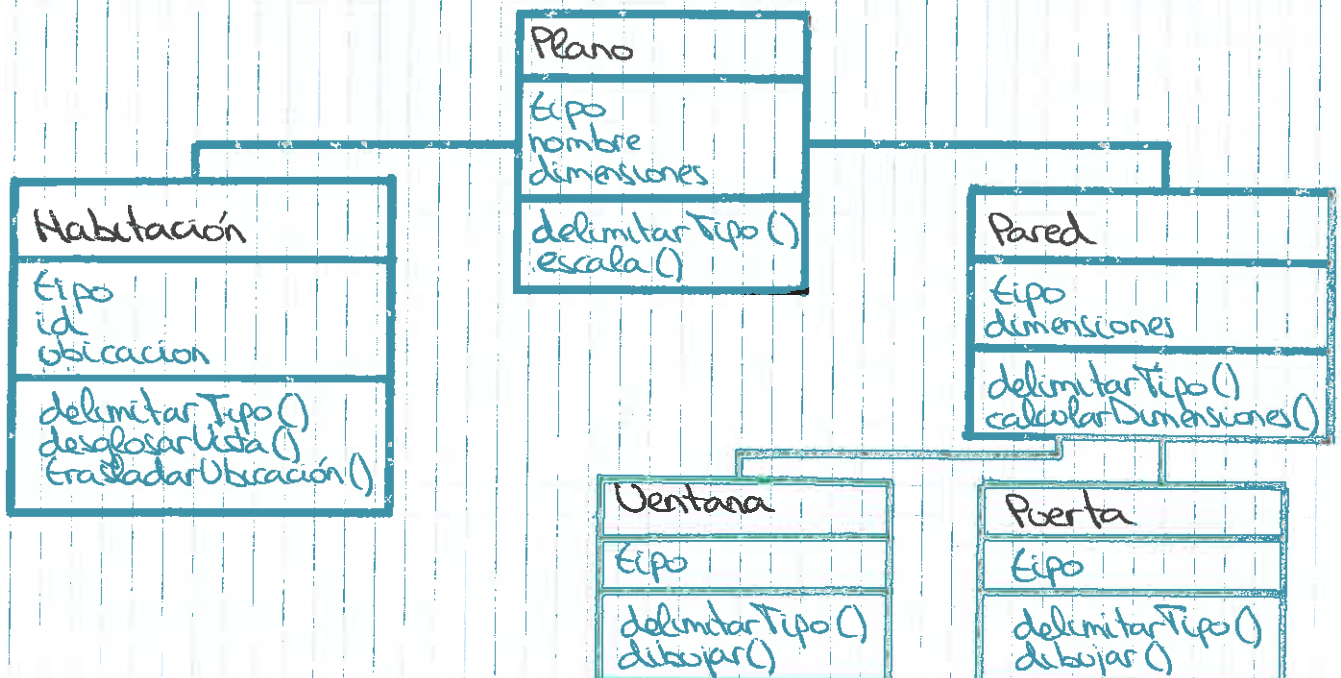 Plano
tipo
nombre
dimensiones
delimitarTipo()
escala()
Habitación
tipo
id
ubicacion
delimitarTipo()
desglosarVista()
trasladarUbicación()
Pared
tipo
dimensiones
delimitarTipo()
calcularDimensiones()
Ventana
tipo
delimitarTipo()
dibujar()
Puerta
tipo
delimitarTipo()
dibujar()